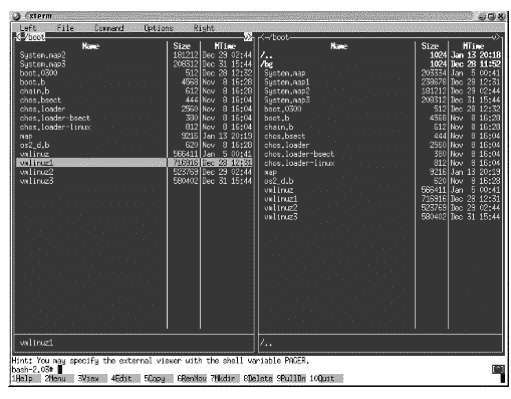 xterm
Left File Command Options Right
/boot
Name Size MTime
System.map2 181212 Dec 29 02:44
System.map3 208312 Dec 31 15:44
boot.0300 512 Dec 28 12:32
boot.b 4568 Nov 8 16:28
chain.b 612 Nov 8 16:28
chos.bsect 444 Nov 8 16:04
chos.loader 2560 Nov 8 16:04
chos.loader-bsect 380 Nov 8 16:04
chos.loader-linux 812 Nov 8 16:04
map 9216 Jan 13 20:19
os2_d.b 620 Nov 8 16:28
vmlinuz 566411 Jan 5 00:41
vmlinuz1 716916 Dec 28 12:31
vmlinuz2 523769 Dec 29 02:44
vmlinuz3 580402 Dec 31 15:44
vmlinuz1
/boot
Name Size MTime
/.. 1024 Jan 13 20:18
/bg 1024 Dec 28 11:52
System.map 203334 Jan 5 00:41
System.map1 238678 Dec 28 12:31
System.map2 181212 Dec 29 02:44
System.map3 208312 Dec 31 15:44
boot.0300 512 Dec 28 12:32
boot.b 4568 Nov 8 16:28
chain.b 612 Nov 8 16:28
chos.bsect 444 Nov 8 16:04
chos.loader 2560 Nov 8 16:04
chos.loader-bsect 380 Nov 8 16:04
chos.loader-linux 812 Nov 8 16:04
map 9216 Jan 13 20:19
os2_d.b 620 Nov 8 16:28
vmlinuz 566411 Jan 5 00:41
vmlinuz1 716916 Dec 28 12:31
vmlinuz2 523769 Dec 29 02:44
vmlinuz3 580402 Dec 31 15:44
/..
Hint: You may specify the external viewer with the shell variable PAGER.
bash-2.03#
1Help 2Menu 3View 4Edit 5Copy 6RenMov 7Mkdir 8Delete 9PullDn 10Quit